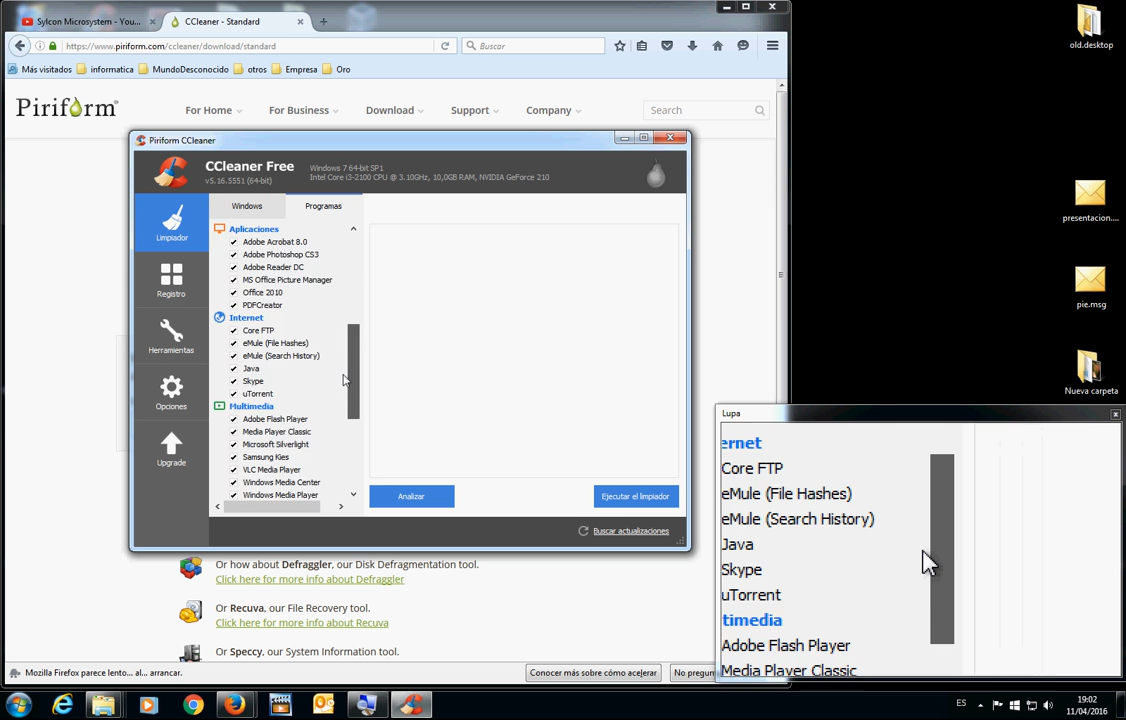 Sylcon Microsystem - You...
CCleaner - Standard
https://www.piriform.com/ccleaner/download/standard
Buscar
Más visitados
informatica
MundoDesconocido
otros
Empresa
Oro
Piriform
For Home
For Business
Download
Support
Company
Search
Piriform CCleaner
CCleaner Free
v5.16.5551 (64-bit)
Windows 7 64-bit SP1
Intel Core i3-2100 CPU @ 3.10GHz, 10,0GB RAM, NVIDIA GeForce 210
Limpiador
Registro
Herramientas
Opciones
Upgrade
Windows
Programas
Aplicaciones
Adobe Acrobat 8.0
Adobe Photoshop CS3
Adobe Reader DC
MS Office Picture Manager
Office 2010
PDFCreator
Internet
Core FTP
eMule (File Hashes)
eMule (Search History)
Java
Skype
uTorrent
Multimedia
Adobe Flash Player
Media Player Classic
Microsoft Silverlight
Samsung Kies
VLC Media Player
Windows Media Center
Windows Media Player
Analizar
Ejecutar el limpiador
Buscar actualizaciones
Or how about Defraggler, our Disk Defragmentation tool.
Click here for more info about Defraggler
Or Recuva, our File Recovery tool.
Click here for more info about Recuva
Or Speccy, our System Information tool.
Mozilla Firefox parece lento... al... arrancar.
Conocer más sobre cómo acelerar
No pregun
old.desktop
presentacion....
pie.msg
Nueva carpeta
Lupa
ernet
Core FTP
eMule (File Hashes)
eMule (Search History)
Java
Skype
uTorrent
timedia
Adobe Flash Player
Media Player Classic
ES
19:02
11/04/2016